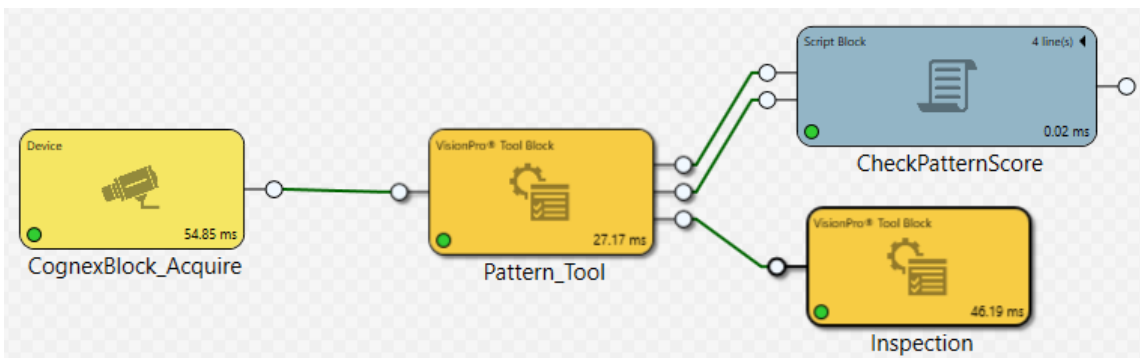 Device
54.85 ms
CognexBlock_Acquire
VisionPro® Tool Block
27.17 ms
Pattern_Tool
Script Block 4 line(s)
0.02 ms
CheckPatternScore
VisionPro® Tool Block
46.19 ms
Inspection